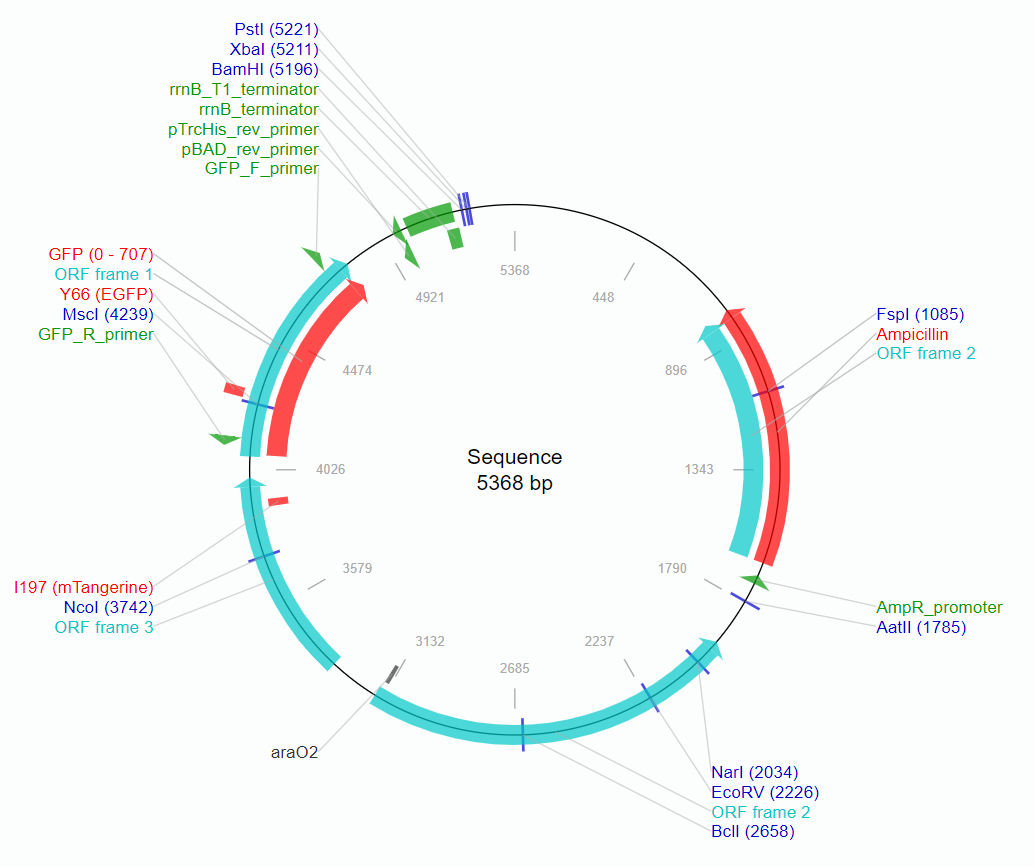 PstI (5221)
XbaI (5211)
BamHI (5196)
rrnB_T1_terminator
rrnB_terminator
pTrcHis_rev_primer
pBAD_rev_primer
GFP_F_primer
GFP (0 - 707)
ORF frame 1
Y66 (EGFP)
MscI (4239)
GFP_R_primer
5368
448
4921
896
4474
FspI (1085)
Ampicillin
ORF frame 2
Sequence
5368 bp
4026
1343
3579
1790
I197 (mTangerine)
NcoI (3742)
ORF frame 3
AmpR_promoter
AatII (1785)
3132
2237
2685
araO2
NarI (2034)
EcoRV (2226)
ORF frame 2
BclI (2658)